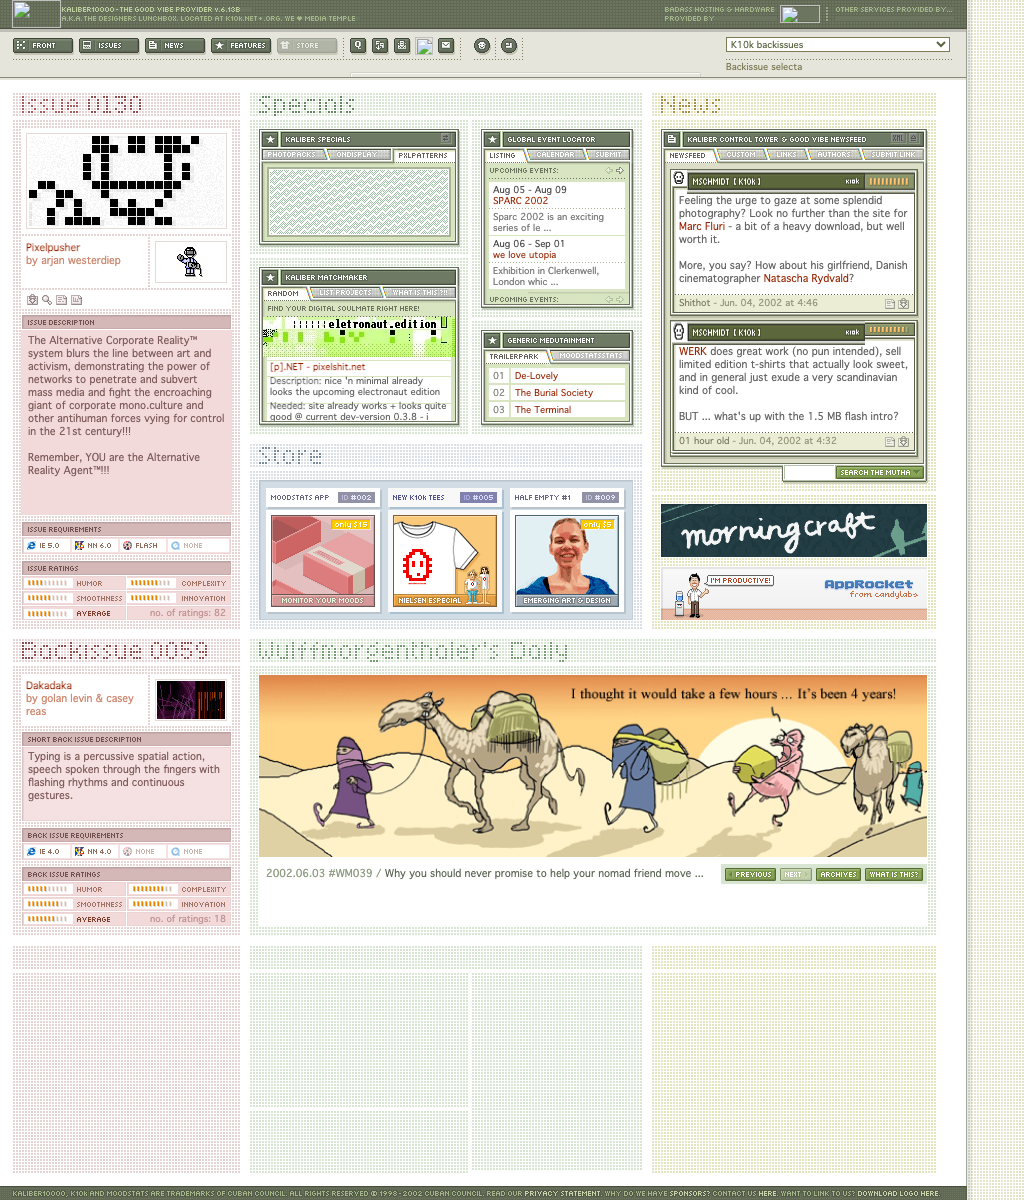 KALIBER10000 - THE GOOD VIBE PROVIDER v.6.13B
A.K.A. THE DESIGNERS LUNCHBOX. LOCATED AT K10K.NET+.ORG. WE ♥ MEDIA TEMPLE
BADASS HOSTING & HARDWARE
PROVIDED BY
OTHER SERVICES PROVIDED BY...
FRONT
ISSUES
NEWS
FEATURES
STORE
K10k backissues
Backissue selecta
Issue 0130
Pixelpusher
by arjan westerdiep
ISSUE DESCRIPTION
The Alternative Corporate Reality™
system blurs the line between art and
activism, demonstrating the power of
networks to penetrate and subvert
mass media and fight the encroaching
giant of corporate mono.culture and
other antihuman forces vying for control
in the 21st century!!!
Remember, YOU are the Alternative
Reality Agent™!!!
ISSUE REQUIREMENTS
IE 5.0
NN 6.0
FLASH
NONE
ISSUE RATINGS
HUMOR
COMPLEXITY
SMOOTHNESS
INNOVATION
AVERAGE
no. of ratings: 82
Specials
KALIBER SPECIALS
PHOTOPACKS
ONDISPLAY
PXLPATTERNS
KALIBER MATCHMAKER
RANDOM
LIST PROJECTS
WHAT IS THIS?!!
FIND YOUR DIGITAL SOULMATE RIGHT HERE!
eletronaut.edition
[p].NET - pixelshit.net
Description: nice 'n minimal already
looks the upcoming electronaut edition
Needed: site already works + looks quite
good @ current dev-version 0.3.8 - i
GLOBAL EVENT LOCATOR
LISTING
CALENDAR
SUBMIT
UPCOMING EVENTS:
Aug 05 - Aug 09
SPARC 2002
Sparc 2002 is an exciting
series of le ...
Aug 06 - Sep 01
we love utopia
Exhibition in Clerkenwell,
London whic ...
UPCOMING EVENTS:
GENERIC MEDUTAINMENT
TRAILERPARK
MOODSTATSSTATS
01 De-Lovely
02 The Burial Society
03 The Terminal
News
KALIBER CONTROL TOWER & GOOD VIBE NEWSFEED
XML
NEWSFEED
CUSTOM
LINKS
AUTHORS
SUBMIT LINK
MSCHMIDT [ K10K ]
K10K
Feeling the urge to gaze at some splendid
photography? Look no further than the site for
Marc Fluri - a bit of a heavy download, but well
worth it.
More, you say? How about his girlfriend, Danish
cinematographer Natascha Rydvald?
Shithot - Jun. 04, 2002 at 4:46
MSCHMIDT [ K10K ]
K10K
WERK does great work (no pun intended), sell
limited edition t-shirts that actually look sweet,
and in general just exude a very scandinavian
kind of cool.
BUT ... what's up with the 1.5 MB flash intro?
01 hour old - Jun. 04, 2002 at 4:32
SEARCH THE MUTHA
morningcraft
I'M PRODUCTIVE!
AppRocket
from candylabs
Store
MOODSTATS APP
ID #002
only $15
MONITOR YOUR MOODS
NEW K10K TEES
ID #005
NIELSEN ESPECIAL
HALF EMPTY #1
ID #009
only $5
EMERGING ART & DESIGN
Backissue 0059
Dakadaka
by golan levin & casey
reas
SHORT BACK ISSUE DESCRIPTION
Typing is a percussive spatial action,
speech spoken through the fingers with
flashing rhythms and continuous
gestures.
BACK ISSUE REQUIREMENTS
IE 4.0
NN 4.0
NONE
NONE
BACK ISSUE RATINGS
HUMOR
COMPLEXITY
SMOOTHNESS
INNOVATION
AVERAGE
no. of ratings: 18
Wulffmorgenthaler's Daily
I thought it would take a few hours ... It's been 4 years!
2002.06.03 #WM039 / Why you should never promise to help your nomad friend move ...
PREVIOUS
NEXT
ARCHIVES
WHAT IS THIS?
KALIBER10000, K10K AND MOODSTATS ARE TRADEMARKS OF CUBAN COUNCIL. ALL RIGHTS RESERVED © 1998 - 2002 CUBAN COUNCIL. READ OUR PRIVACY STATEMENT. WHY DO WE HAVE SPONSORS? CONTACT US HERE. WANT TO LINK TO US? DOWNLOAD LOGO HERE.